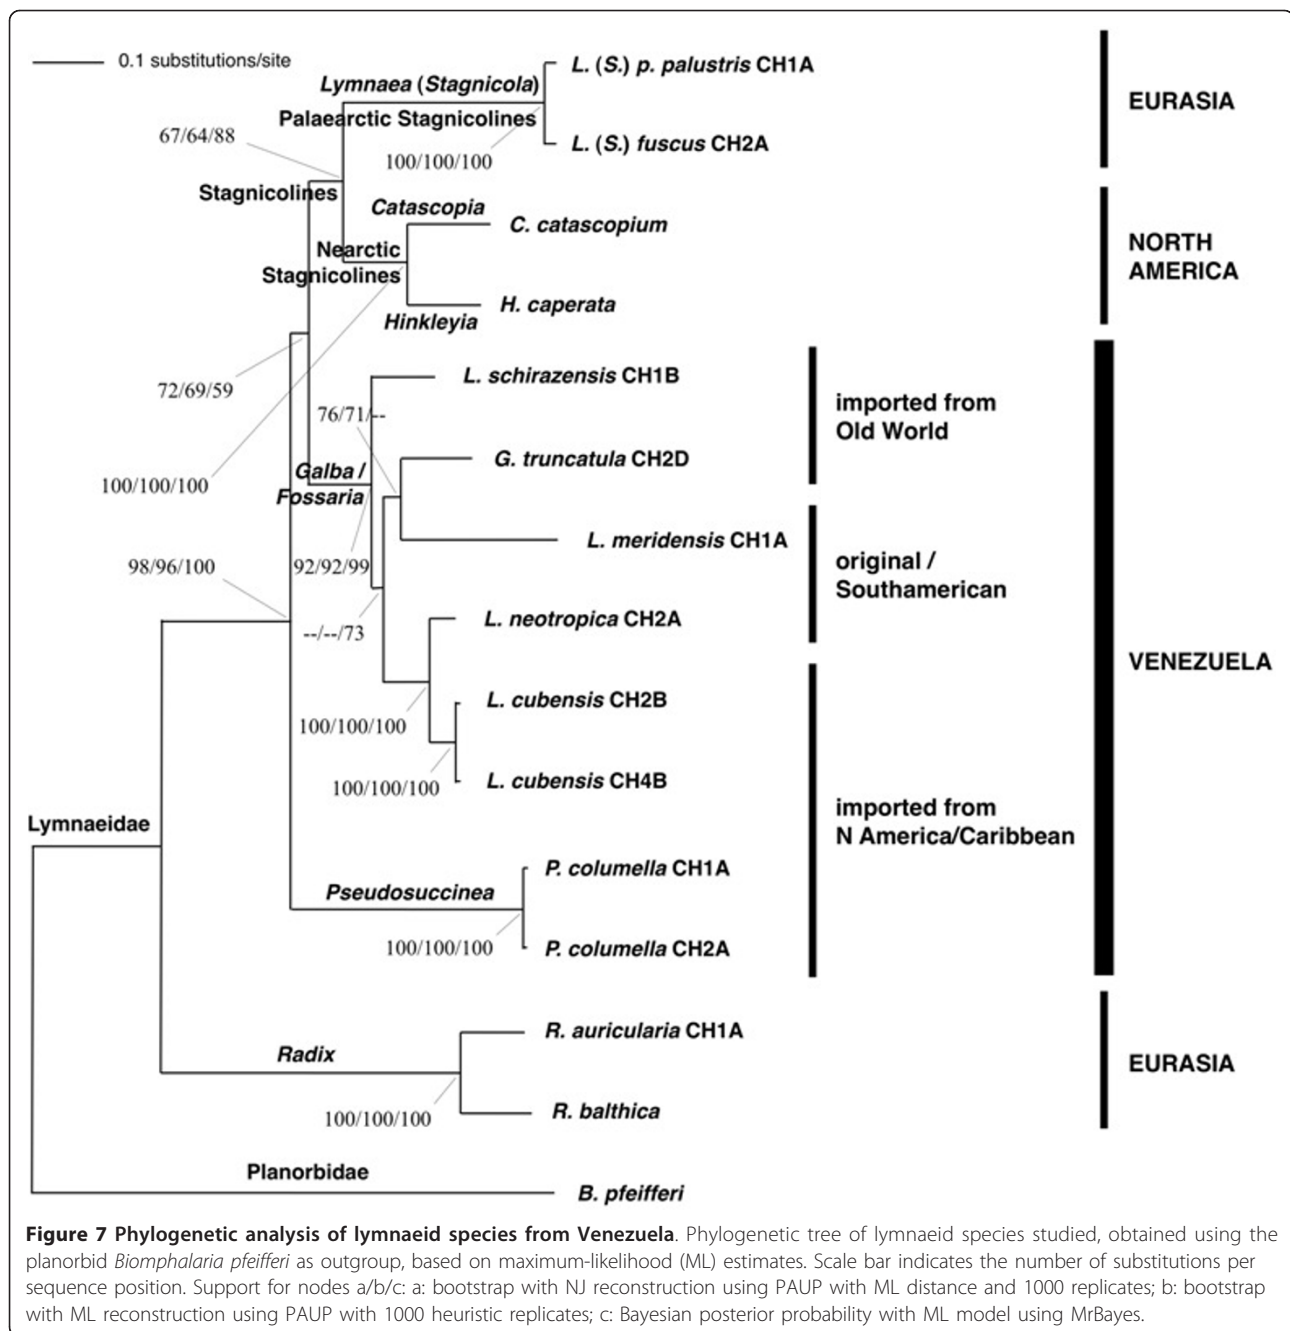 0.1 substitutions/site
L. (S.) p. palustris CH1A
Lymnaea (Stagnicola)
EURASIA
Palaearctic Stagnicolines
67/64/88
L. (S.) fuscus CH2A
100/100/100
Stagnicolines
Catascopia
C. catascopium
Nearctic
Stagnicolines
NORTH
AMERICA
H. caperata
Hinkleyia
72/69/59
L. schirazensis CH1B
imported from
Old World
76/71/--
G. truncatula CH2D
Galba /
Fossaria
100/100/100
L. meridensis CH1A
original /
Southamerican
98/96/100
92/92/99
--/--/73
L. neotropica CH2A
VENEZUELA
L. cubensis CH2B
100/100/100
L. cubensis CH4B
100/100/100
imported from
N America/Caribbean
Lymnaeidae
P. columella CH1A
Pseudosuccinea
P. columella CH2A
100/100/100
R. auricularia CH1A
Radix
EURASIA
R. balthica
100/100/100
Planorbidae
B. pfeifferi
Figure 7 Phylogenetic analysis of lymnaeid species from Venezuela. Phylogenetic tree of lymnaeid species studied, obtained using the
planorbid Biomphalaria pfeifferi as outgroup, based on maximum-likelihood (ML) estimates. Scale bar indicates the number of substitutions per
sequence position. Support for nodes a/b/c: a: bootstrap with NJ reconstruction using PAUP with ML distance and 1000 replicates; b: bootstrap
with ML reconstruction using PAUP with 1000 heuristic replicates; c: Bayesian posterior probability with ML model using MrBayes.